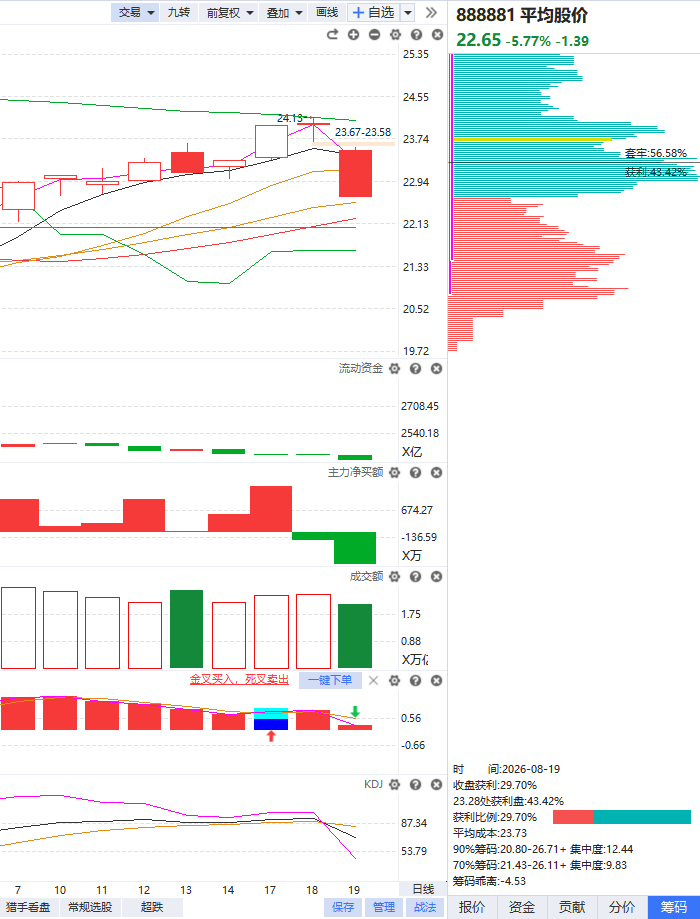 交易 九转 前复权 叠加 画线 +自选
888881 平均股价
22.65 -5.77% -1.39
25.35
24.55
24.13
23.67-23.58
23.74
22.94
22.13
21.33
20.52
19.72
套牢:56.58%
获利:43.42%
流动资金
2708.45
2540.18
X亿
主力净买额
674.27
-136.59
X万
成交额
1.75
0.88
X万亿
金叉买入，死叉卖出 一键下单
0.56
-0.66
KDJ
87.34
53.79
时 间:2026-08-19
收盘获利:29.70%
23.28处获利盘:43.42%
获利比例:29.70%
平均成本:23.73
90%筹码:20.80-26.71+ 集中度:12.44
70%筹码:21.43-26.11+ 集中度:9.83
筹码乖离:-4.53
7 10 11 12 13 14 17 18 19 日线
猎手看盘 常规选股 超跌 保存 管理 战法
报价 资金 贡献 分价 筹码